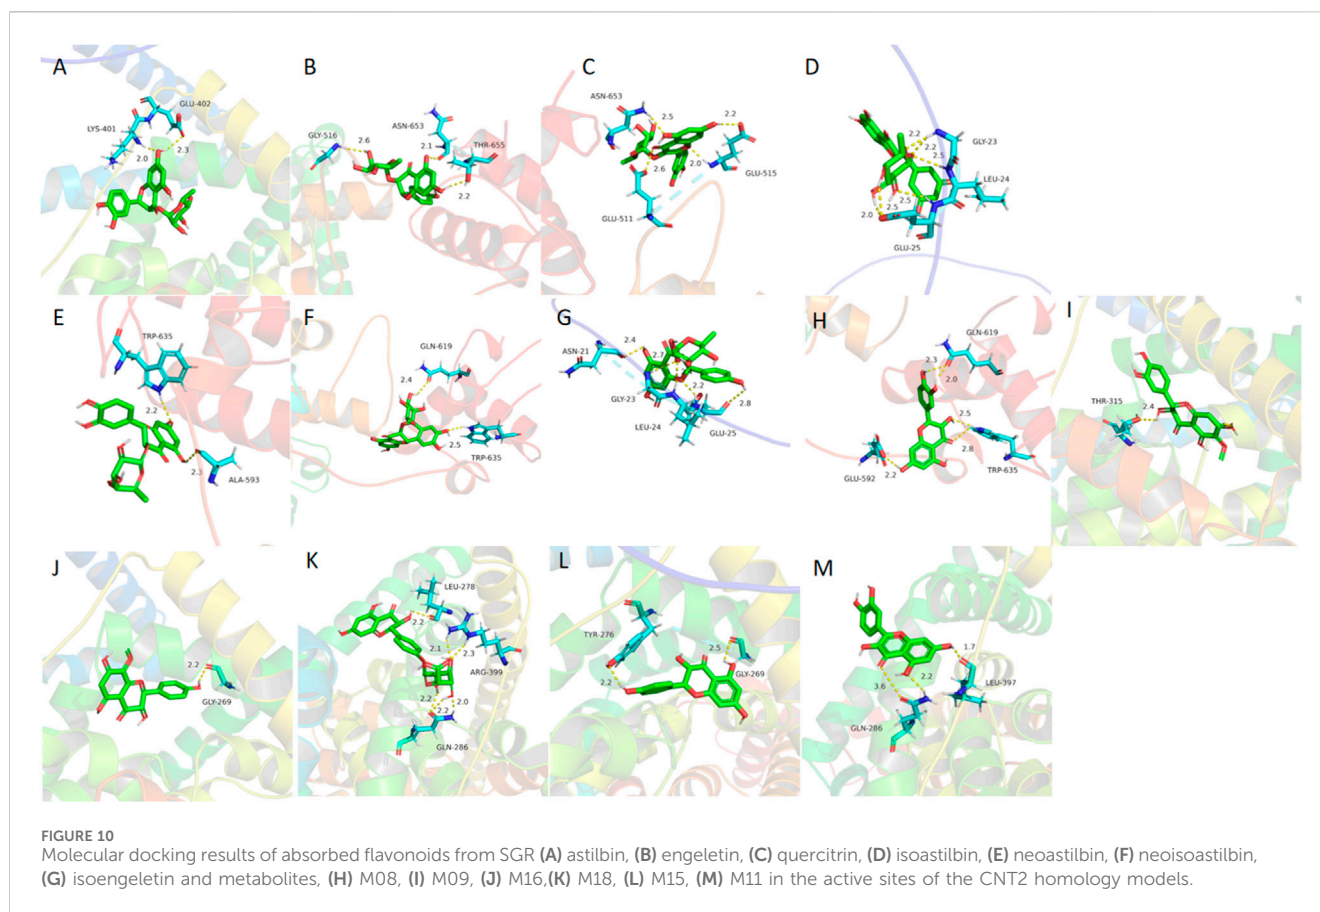 A
GLU-402
LYS-401
2.0
2.3
B
GLY-516
ASN-653
THR-655
2.6
2.1
2.2
C
ASN-653
2.5
2.2
2.0
2.6
GLU-515
GLU-511
D
2.2
2.2
2.5
GLY-23
LEU-24
2.5
2.5
2.0
GLU-25
E
TRP-635
2.2
2.3
ALA-593
F
GLN-619
2.4
2.5
TRP-635
G
ASN-21
2.4
2.7
2.2
2.8
GLY-23
LEU-24
GLU-25
H
GLN-619
2.3
2.0
2.5
2.8
GLU-592
2.2
TRP-635
I
THR-315
2.4
J
2.2
GLY-269
K
LEU-278
2.2
2.1
2.3
ARG-399
2.2
2.2
2.0
GLN-286
L
TYR-276
2.5
GLY-269
2.2
M
1.7
2.2
3.6
LEU-397
GLN-286
FIGURE 10
Molecular docking results of absorbed flavonoids from SGR (A) astilbin, (B) engeletin, (C) quercitrin, (D) isoastilbin, (E) neoastilbin, (F) neoisoastilbin,
(G) isoengeletin and metabolites, (H) M08, (I) M09, (J) M16,(K) M18, (L) M15, (M) M11 in the active sites of the CNT2 homology models.